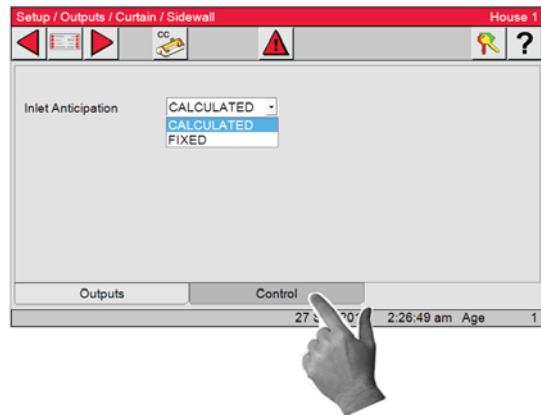 Setup / Outputs / Curtain / Sidewall House 1
CC
?
Inlet Anticipation CALCULATED
CALCULATED
FIXED
Outputs Control
27 2:26:49 am Age 1